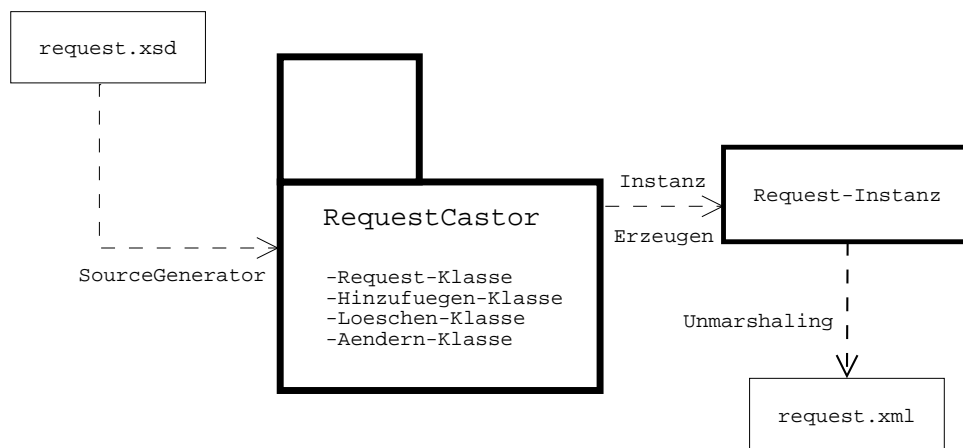 request.xsd
SourceGenerator
RequestCastor
-Request-Klasse
-Hinzufuegen-Klasse
-Loeschen-Klasse
-Aendern-Klasse
Instanz
Erzeugen
Request-Instanz
Unmarshaling
request.xml